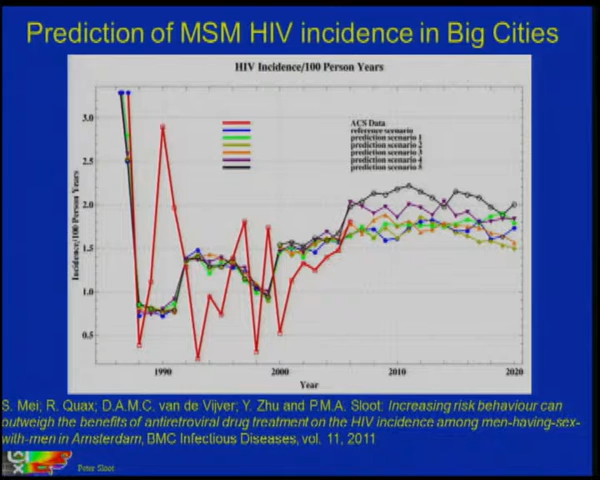 Prediction of MSM HIV incidence in Big Cities
HIV Incidence/100 Person Years
ACS Data
reference scenario
prediction scenario 1
prediction scenario 2
prediction scenario 3
prediction scenario 4
prediction scenario 5
Incidence/100 Person Years
3.0
2.5
2.0
1.5
1.0
0.5
1990
2000
2010
2020
Year
S. Mei; R. Quax; D.A.M.C. van de Vijver; Y. Zhu and P.M.A. Sloot: Increasing risk behaviour can
outweigh the benefits of antiretroviral drug treatment on the HIV incidence among men-having-sex-
with-men in Amsterdam, BMC Infectious Diseases, vol. 11, 2011
Peter Sloot